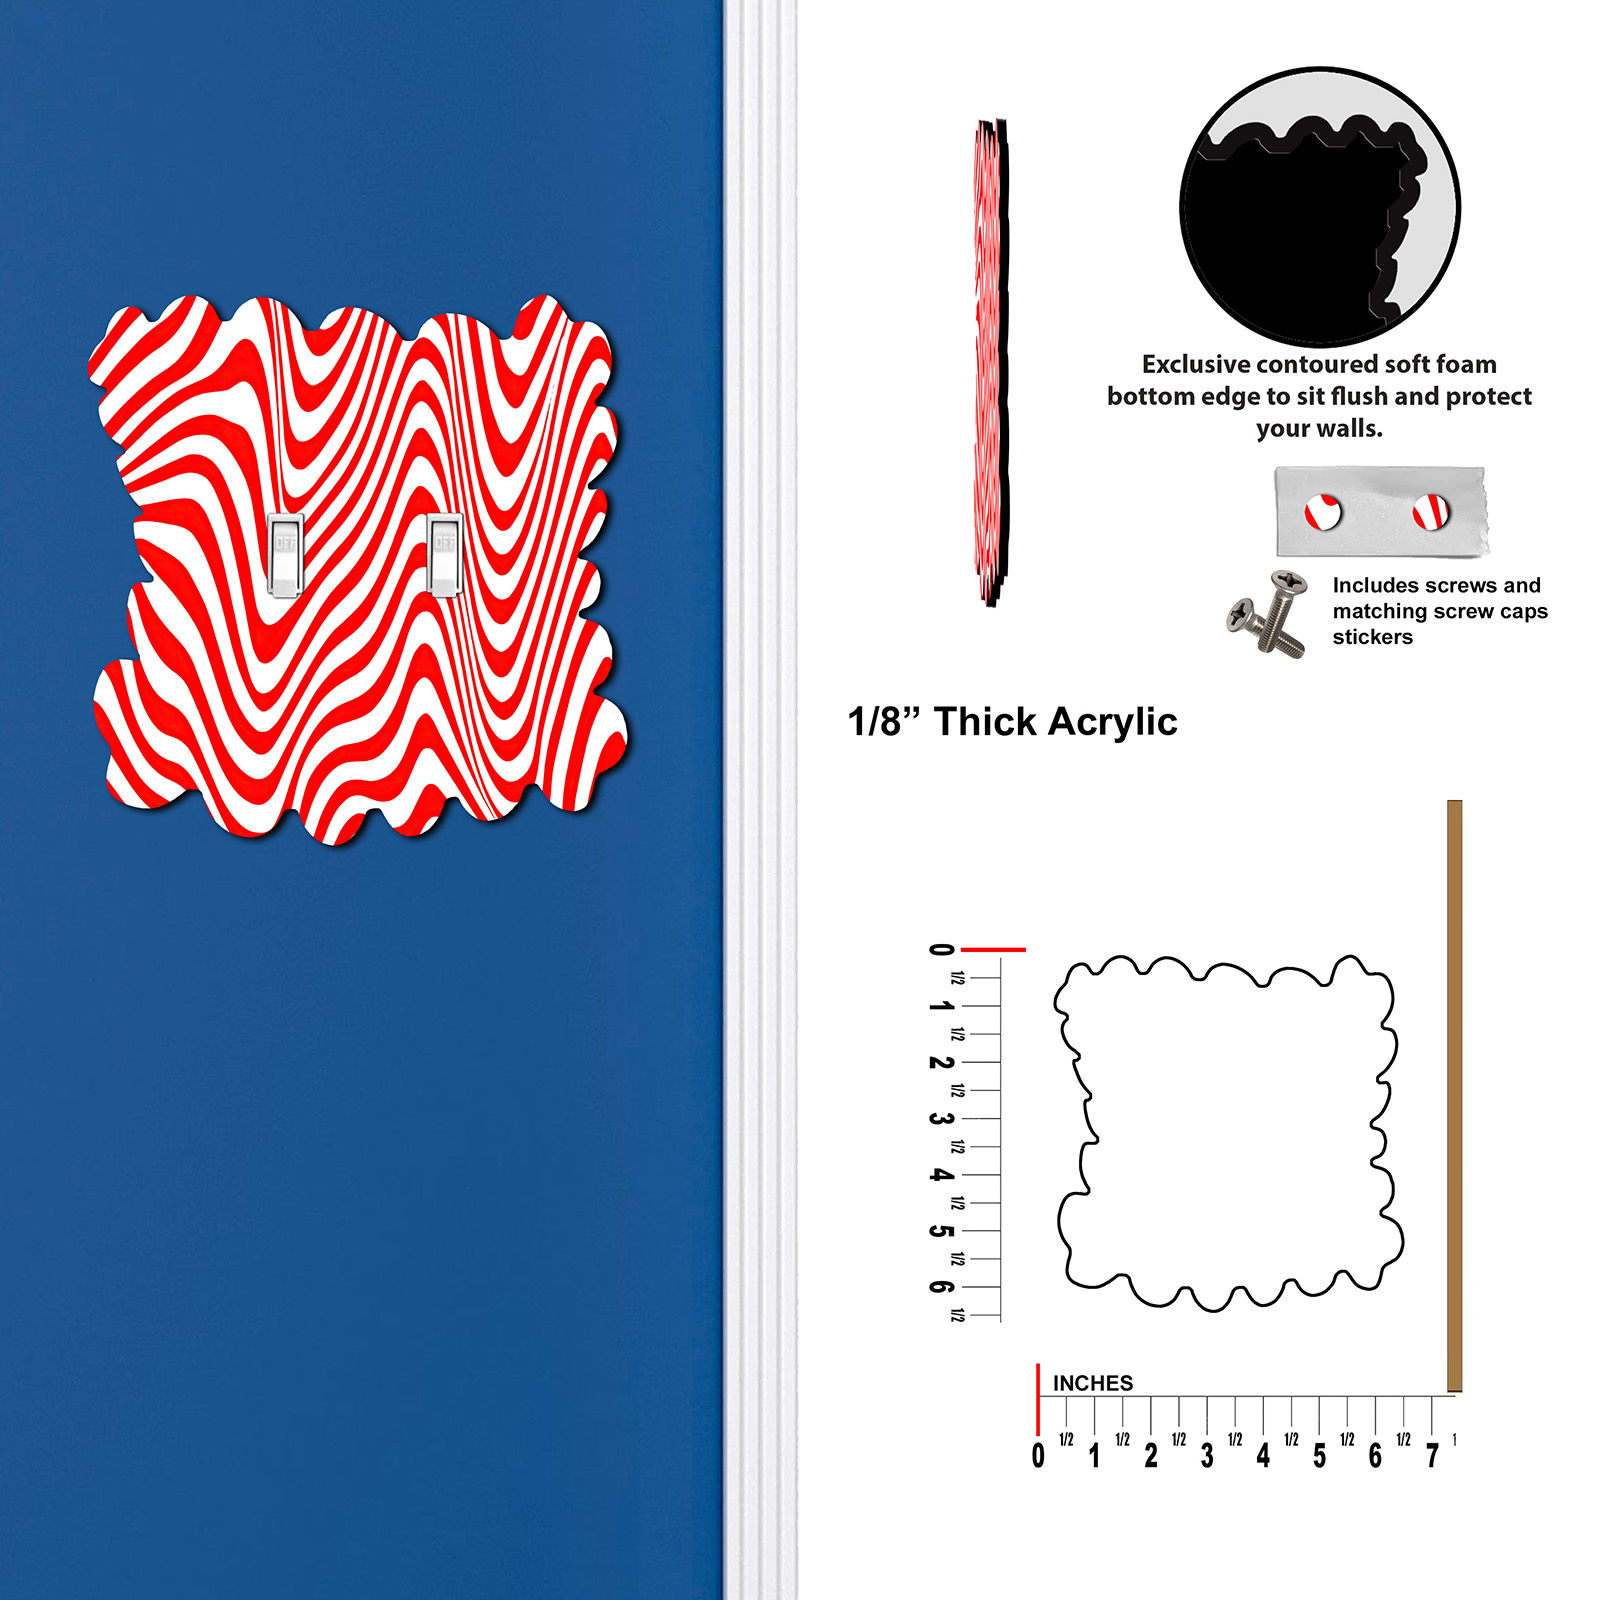 OFF
OFF
Exclusive contoured soft foam
bottom edge to sit flush and protect
your walls.
Includes screws and
matching screw caps
stickers
1/8” Thick Acrylic
0
1/2
1
1/2
2
1/2
3
1/2
4
1/2
5
1/2
6
1/2
INCHES
0 1/2 1 1/2 2 1/2 3 1/2 4 1/2 5 1/2 6 1/2 7 1